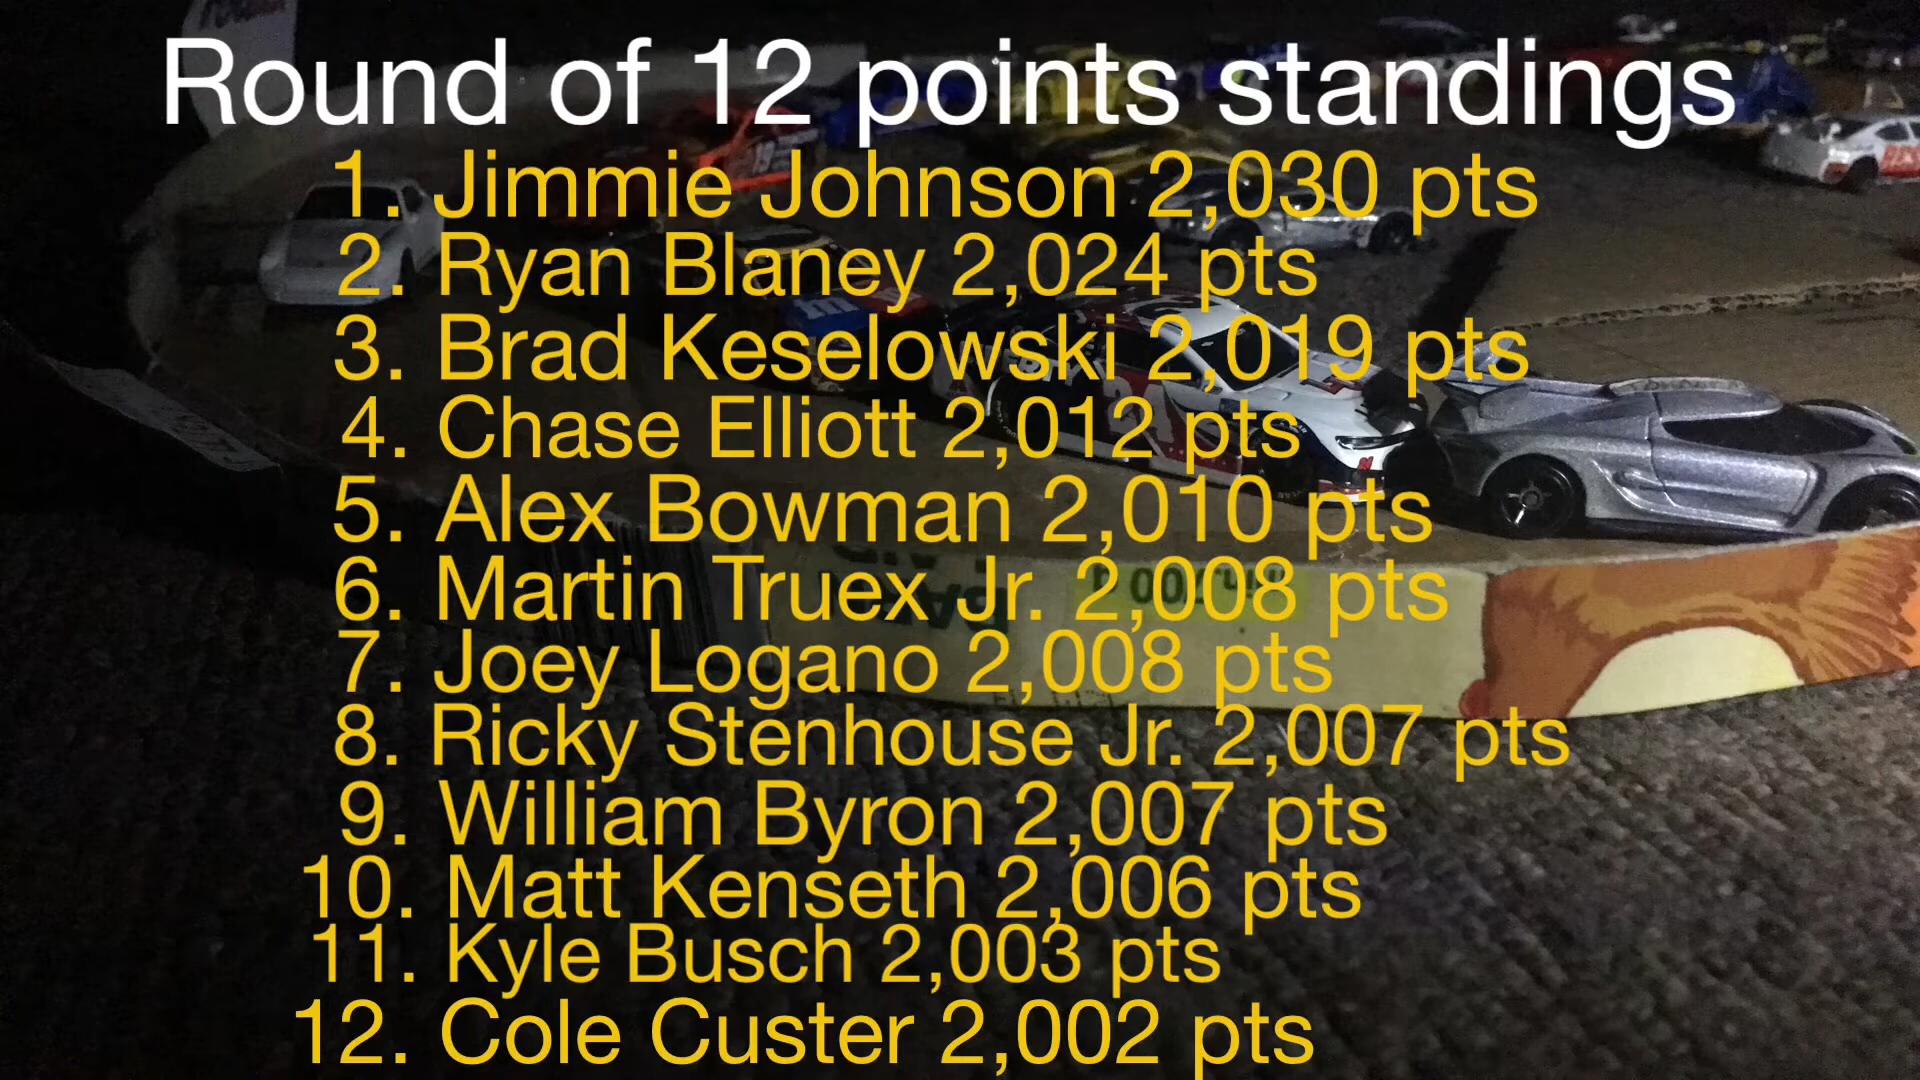 Round of 12 points standings
1. Jimmie Johnson 2,030 pts
2. Ryan Blaney 2,024 pts
3. Brad Keselowski 2,019 pts
4. Chase Elliott 2,012 pts
5. Alex Bowman 2,010 pts
6. Martin Truex Jr. 2,008 pts
7. Joey Logano 2,008 pts
8. Ricky Stenhouse Jr. 2,007 pts
9. William Byron 2,007 pts
10. Matt Kenseth 2,006 pts
11. Kyle Busch 2,003 pts
12. Cole Custer 2,002 pts